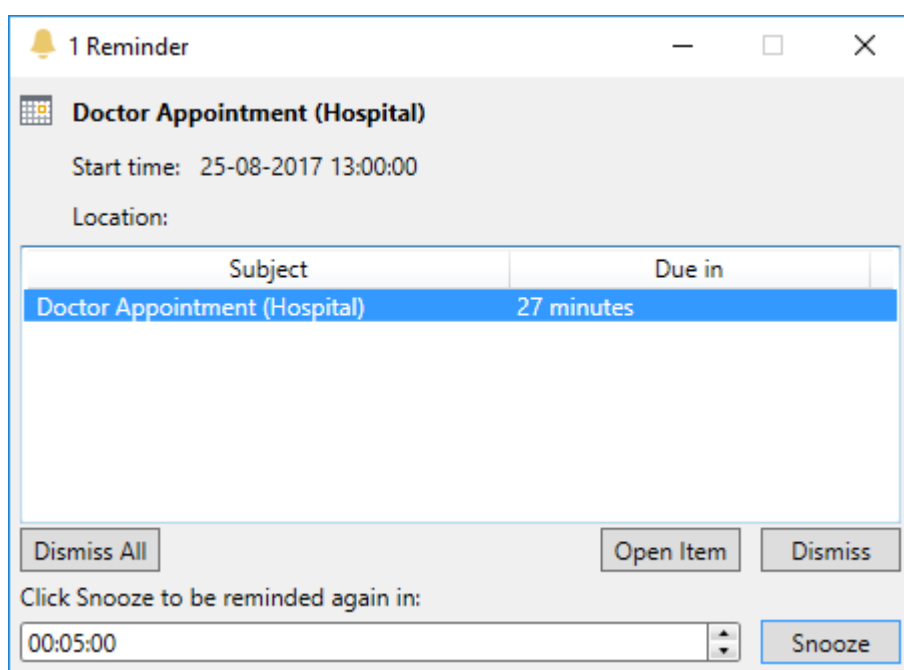 1 Reminder
Doctor Appointment (Hospital)
Start time: 25-08-2017 13:00:00
Location:
Subject Due in
Doctor Appointment (Hospital) 27 minutes
Dismiss All Open Item Dismiss
Click Snooze to be reminded again in:
00:05:00 Snooze